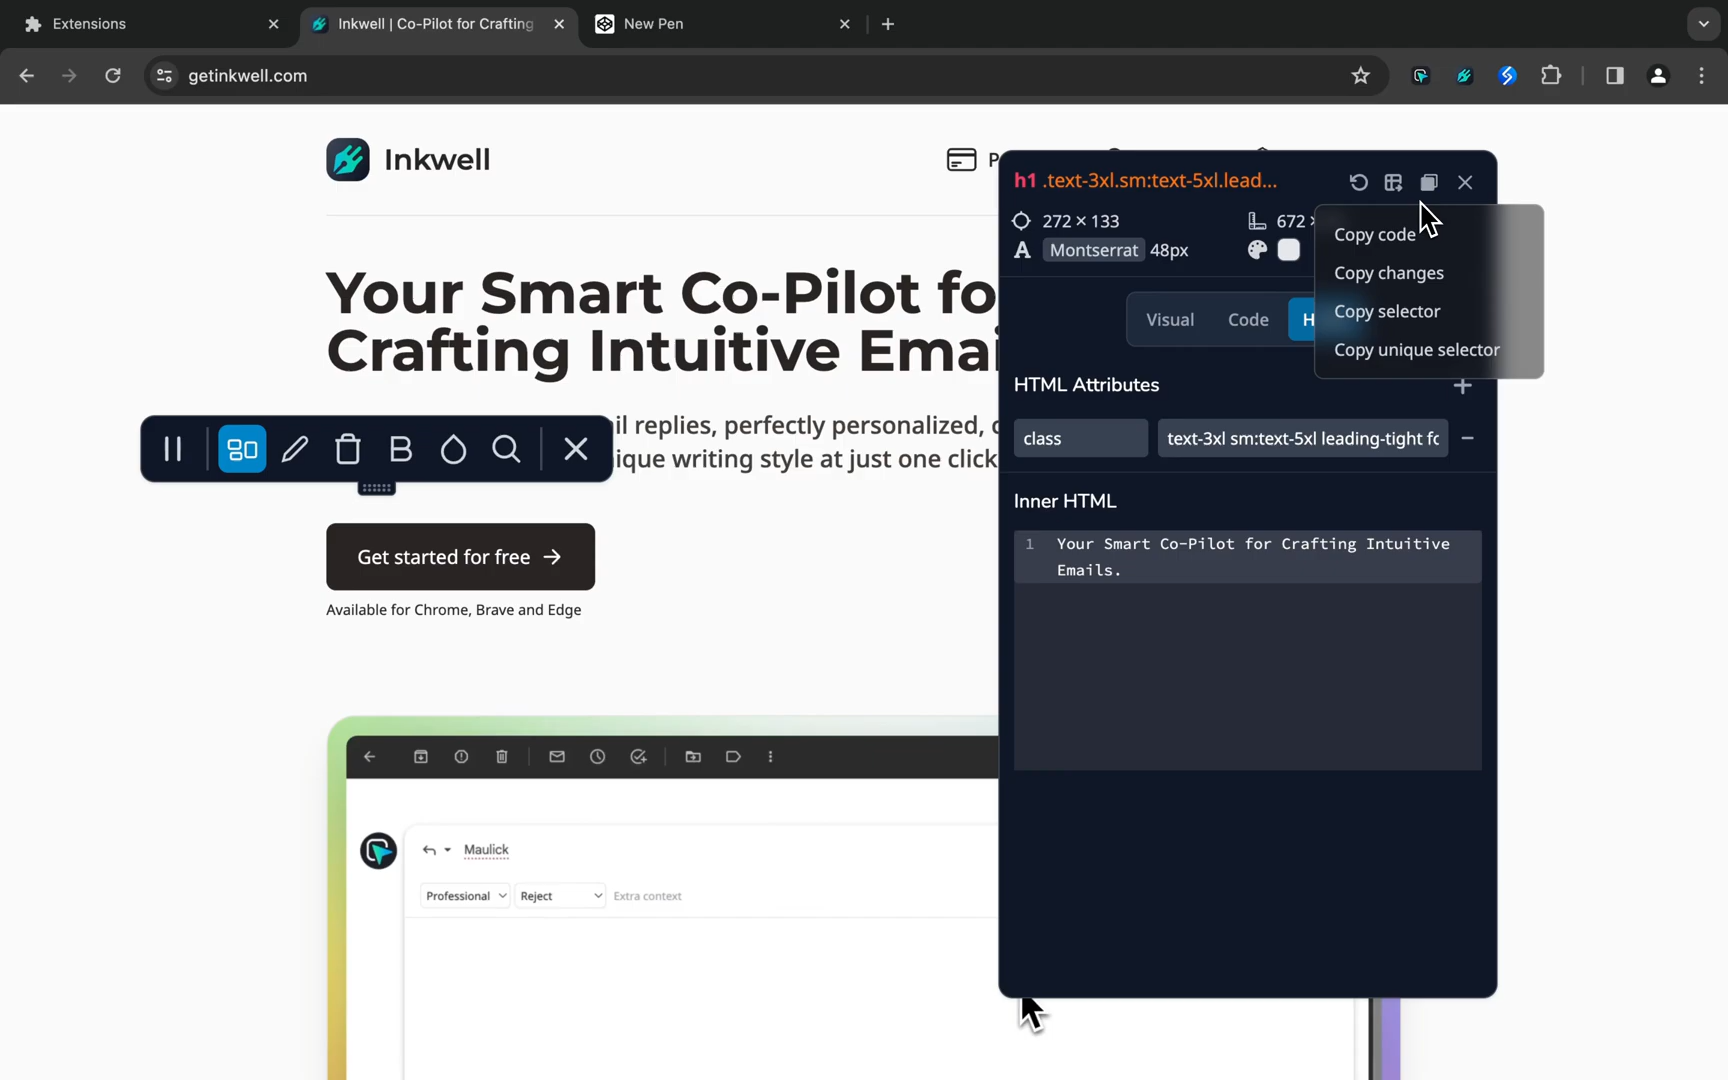 Extensions
Inkwell | Co-Pilot for Crafting
New Pen
getinkwell.com
Inkwell
P
Your Smart Co-Pilot fo
Crafting Intuitive Emai
il replies, perfectly personalized, c
ique writing style at just one click
Get started for free →
Available for Chrome, Brave and Edge
h1 .text-3xl.sm:text-5xl.lead...
272 × 133
672 ×
Montserrat 48px
Copy code
Copy changes
Copy selector
Copy unique selector
Visual Code H
HTML Attributes
class text-3xl sm:text-5xl leading-tight fc
Inner HTML
1 Your Smart Co-Pilot for Crafting Intuitive
Emails.
B
Maulick
Professional Reject Extra context